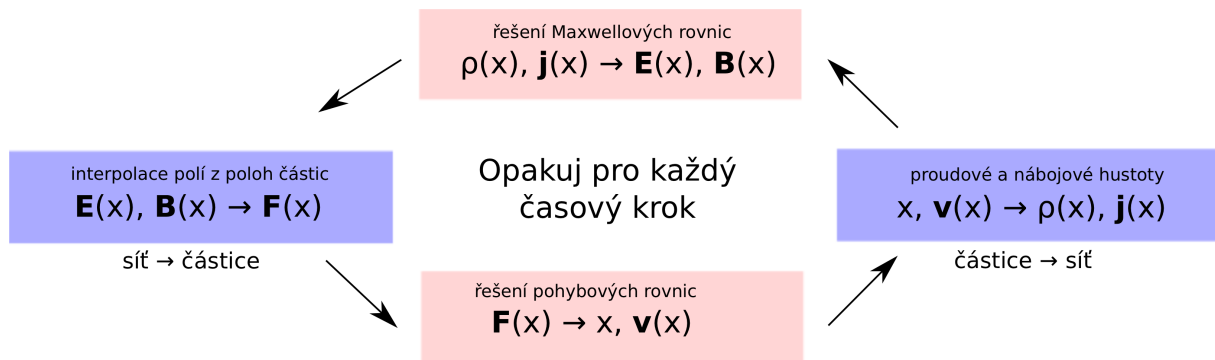 řešení Maxwellových rovnic
ρ(x), j(x) → E(x), B(x)
interpolace polí z poloh částic
E(x), B(x) → F(x)
síť → částice
Opakuj pro každý
časový krok
proudové a nábojové hustoty
x, v(x) → ρ(x), j(x)
částice → síť
řešení pohybových rovnic
F(x) → x, v(x)